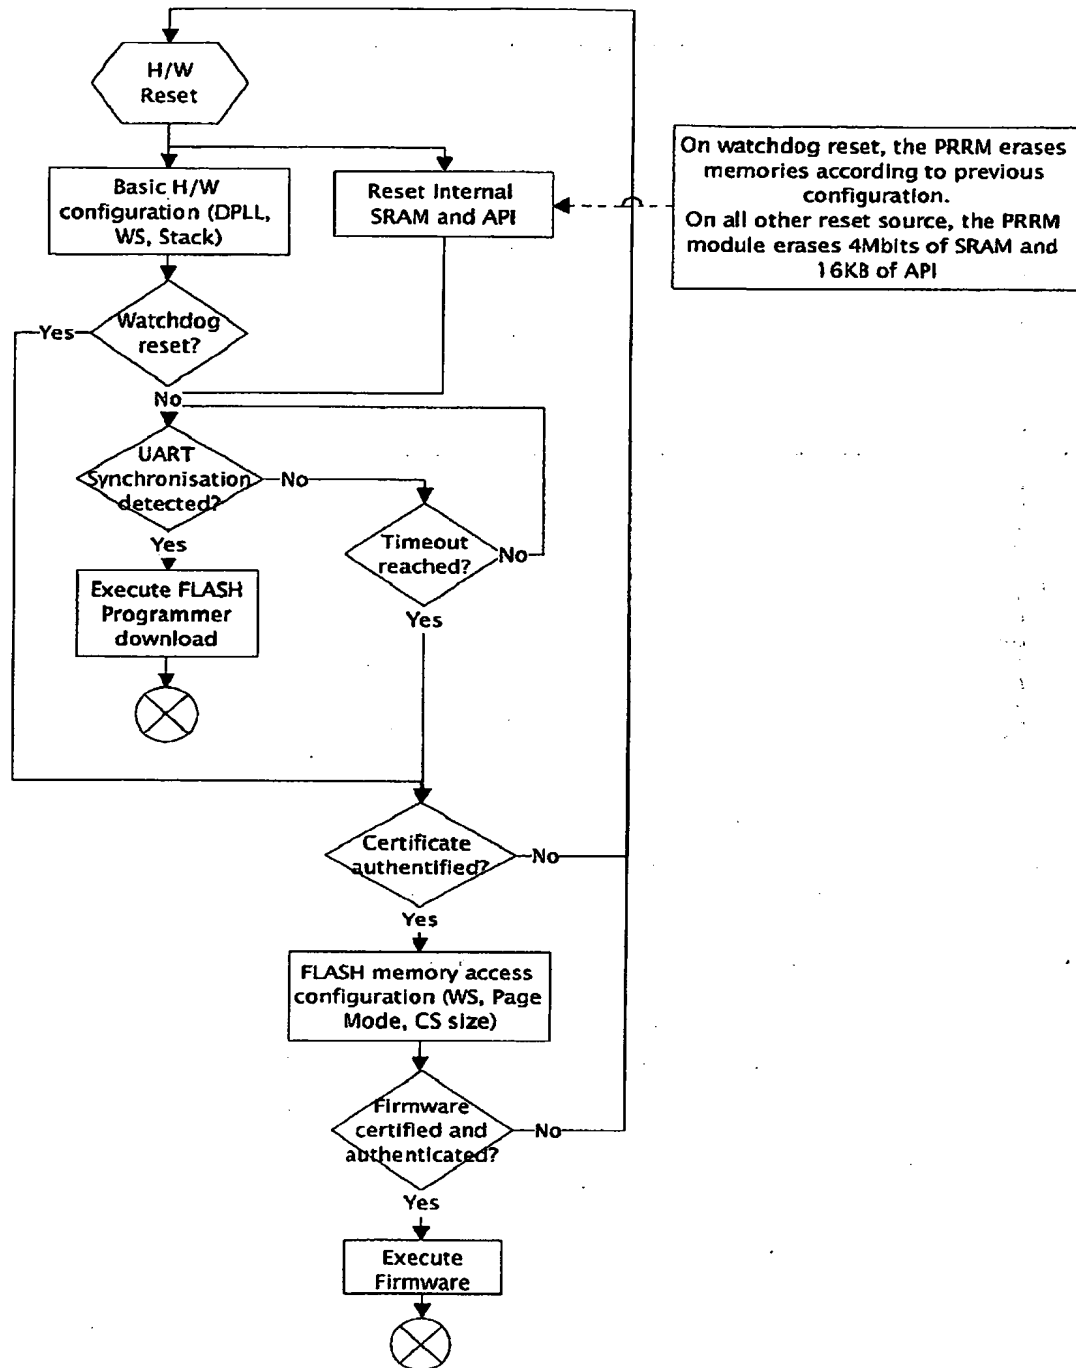 H/W
Reset
Basic H/W
configuration (DPLL,
WS, Stack)
Reset Internal
SRAM and API
On watchdog reset, the PRRM erases
memories according to previous
configuration.
On all other reset source, the PRRM
module erases 4Mbits of SRAM and
16KB of API
Yes
Watchdog
reset?
No
UART
Synchronisation
detected?
No
Yes
Timeout
reached?
No
Yes
Execute FLASH
Programmer
download
Certificate
authentified?
No
Yes
FLASH memory access
configuration (WS, Page
Mode, CS size)
Firmware
certified and
authenticated?
No
Yes
Execute
Firmware